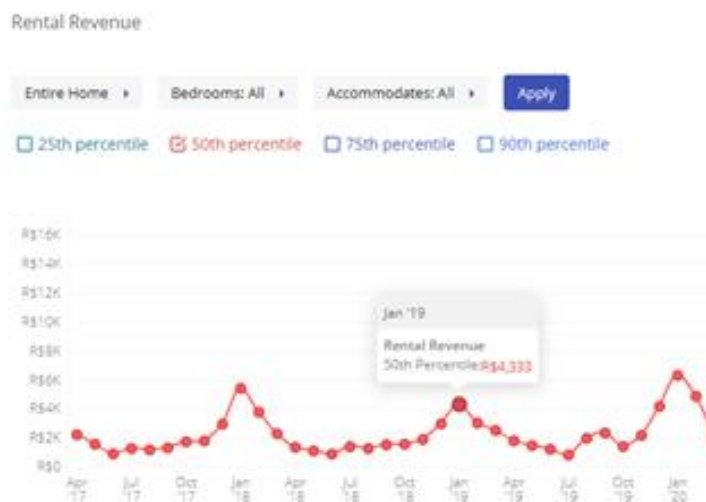 Rental Revenue
Entire Home
Bedrooms: All
Accommodates: All
Apply
25th percentile
50th percentile
75th percentile
90th percentile
R$16K
R$14K
R$12K
R$10K
R$8K
R$6K
R$4K
R$2K
R$0
Jan '19
Rental Revenue
50th Percentile:R$4,333
Apr '17
Jul '17
Oct '17
Jan '18
Apr '18
Jul '18
Oct '18
Jan '19
Apr '19
Jul '19
Oct '19
Jan '20